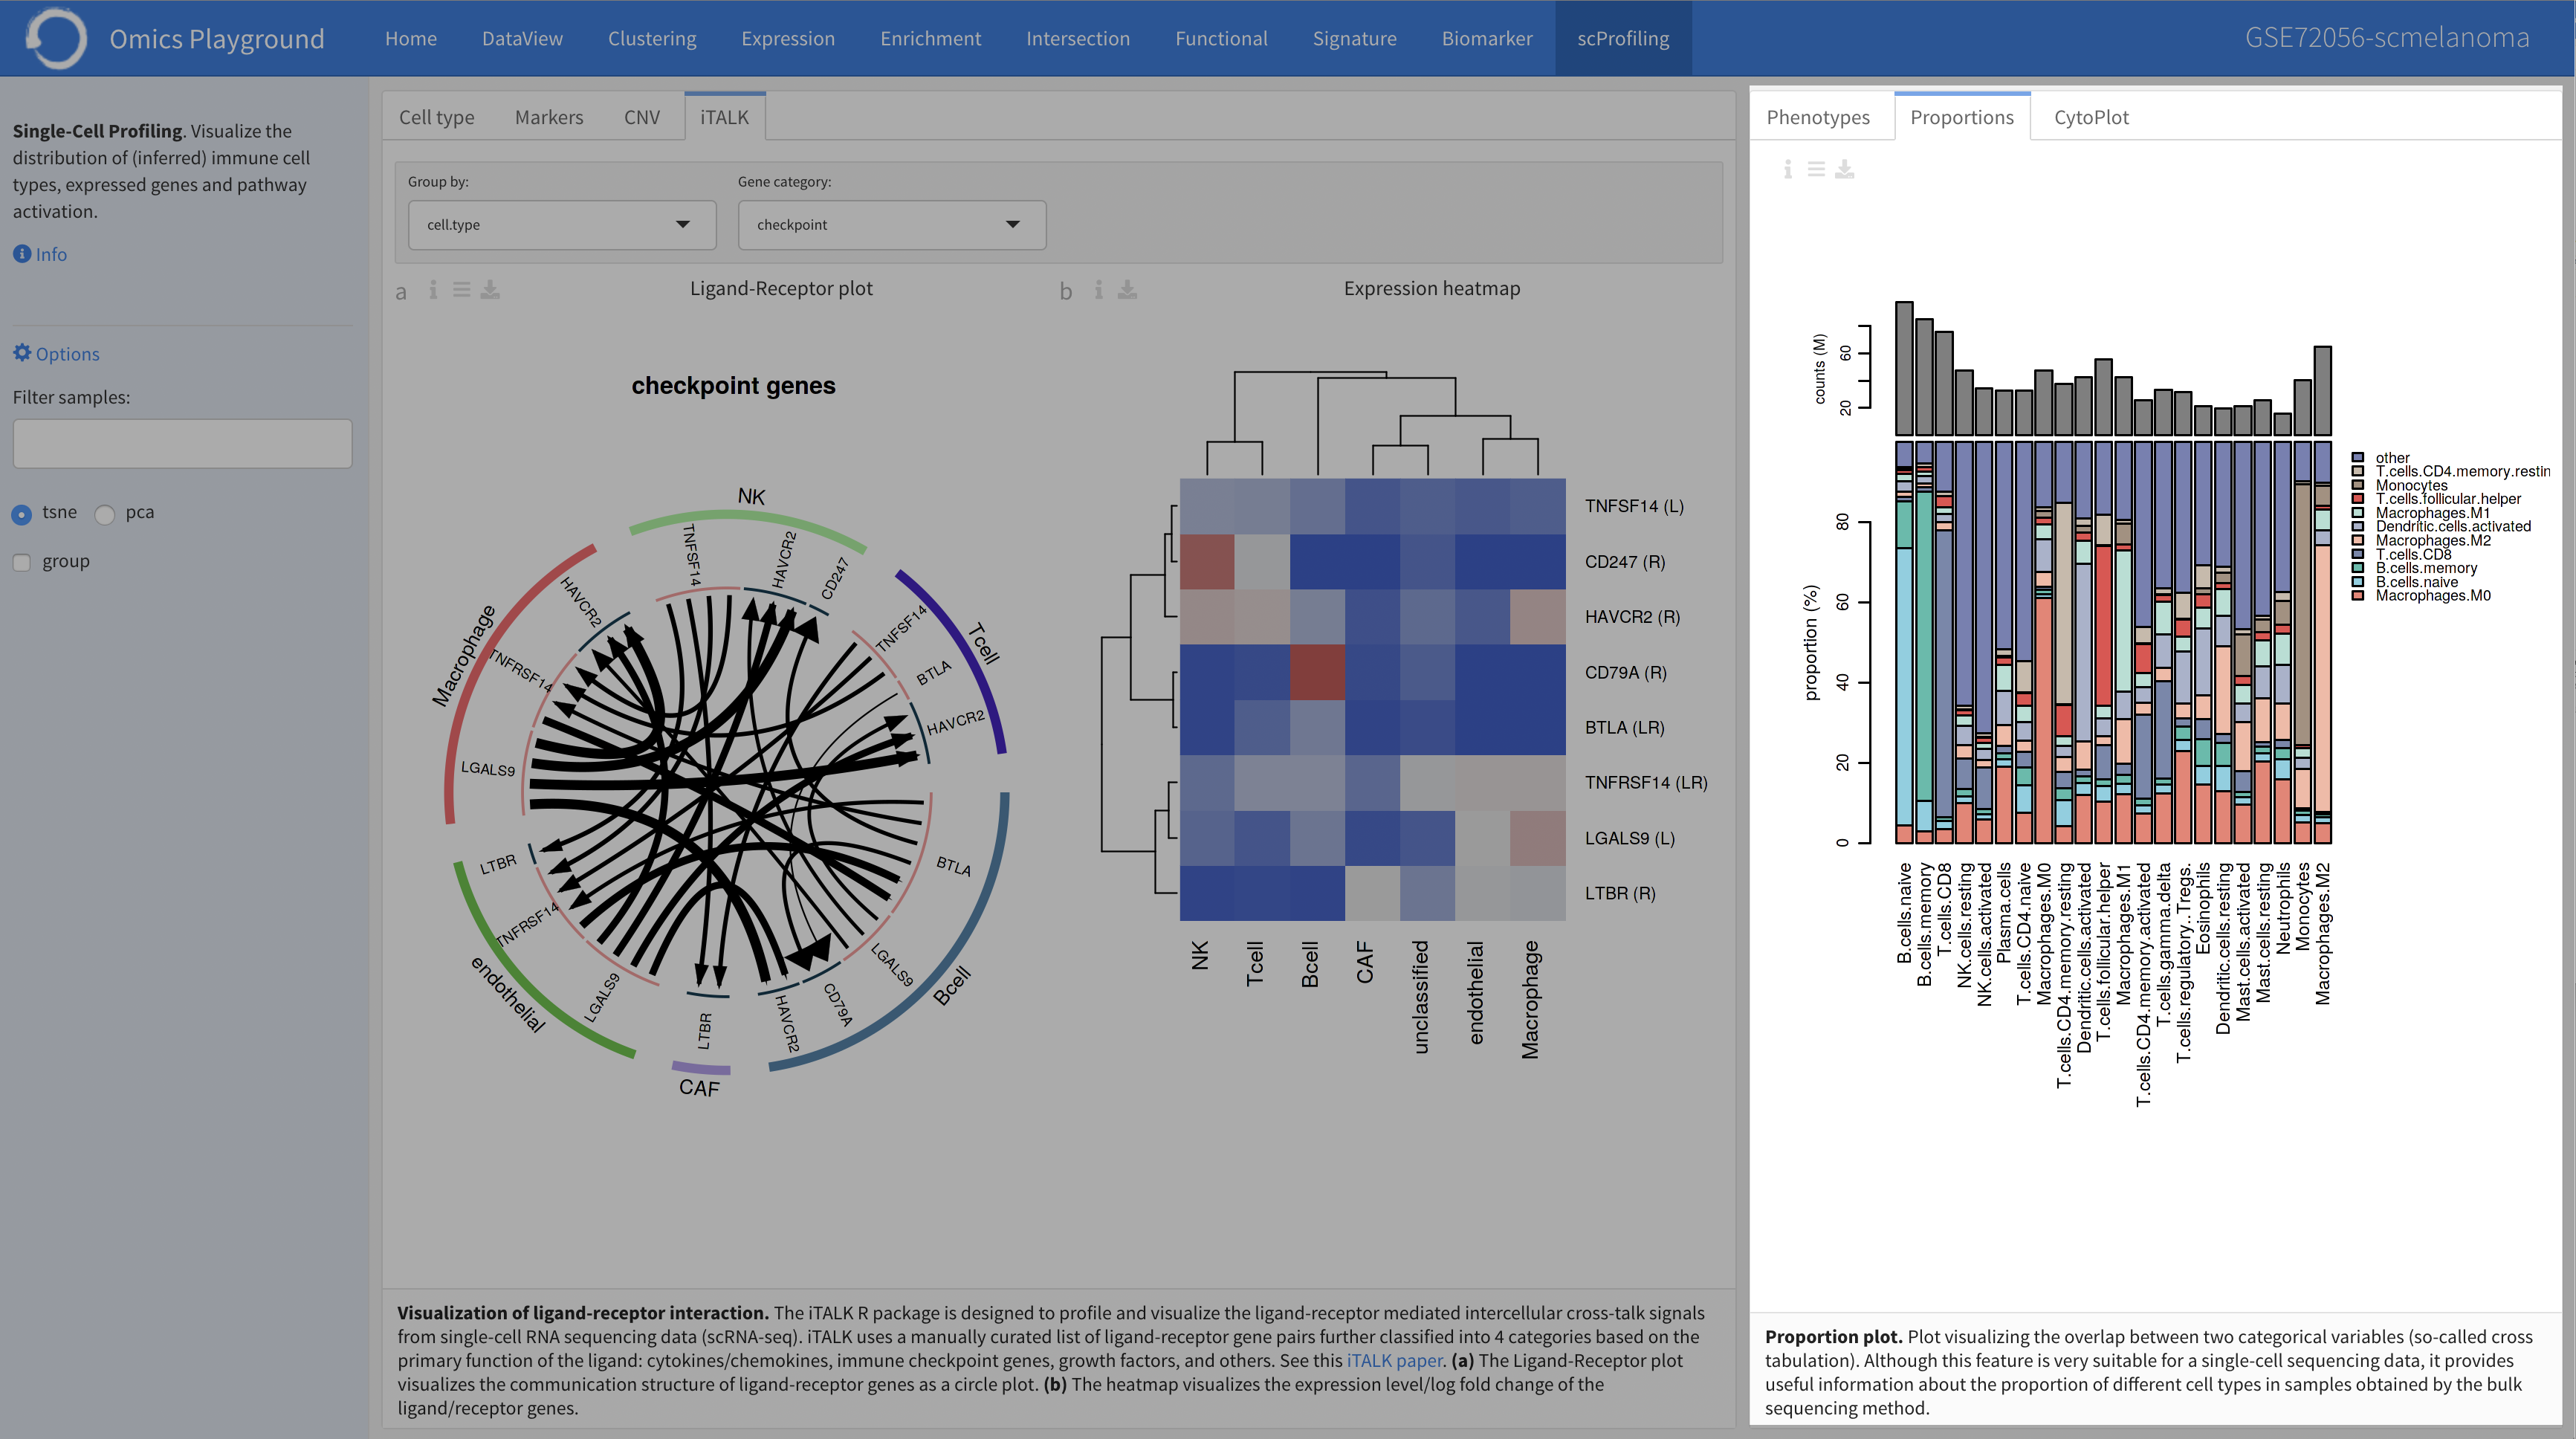 Omics Playground
Home
DataView
Clustering
Expression
Enrichment
Intersection
Functional
Signature
Biomarker
scProfiling
GSE72056-scmelanoma
Single-Cell Profiling. Visualize the
distribution of (inferred) immune cell
types, expressed genes and pathway
activation.
Info
Options
Filter samples:
tsne
pca
group
Cell type
Markers
CNV
iTALK
Group by:
Gene category:
cell.type
checkpoint
a
Ligand-Receptor plot
checkpoint genes
NK
TNFSF14
HAVCR2
CD247
Tcell
TNFSF14
BTLA
HAVCR2
Bcell
BTLA
LGALS9
CD79A
HAVCR2
CAF
LTBR
endothelial
LGALS9
TNFRSF14
LTBR
Macrophage
LGALS9
TNFRSF14
HAVCR2
b
Expression heatmap
TNFSF14 (L)
CD247 (R)
HAVCR2 (R)
CD79A (R)
BTLA (LR)
TNFRSF14 (LR)
LGALS9 (L)
LTBR (R)
NK
Tcell
Bcell
CAF
unclassified
endothelial
Macrophage
Visualization of ligand-receptor interaction. The iTALK R package is designed to profile and visualize the ligand-receptor mediated intercellular cross-talk signals
from single-cell RNA sequencing data (scRNA-seq). iTALK uses a manually curated list of ligand-receptor gene pairs further classified into 4 categories based on the
primary function of the ligand: cytokines/chemokines, immune checkpoint genes, growth factors, and others. See this iTALK paper. (a) The Ligand-Receptor plot
visualizes the communication structure of ligand-receptor genes as a circle plot. (b) The heatmap visualizes the expression level/log fold change of the
ligand/receptor genes.
Phenotypes
Proportions
CytoPlot
counts (M)
60
20
proportion (%)
80
60
40
20
0
other
T.cells.CD4.memory.restin
Monocytes
T.cells.follicular.helper
Macrophages.M1
Dendritic.cells.activated
Macrophages.M2
T.cells.CD8
B.cells.memory
B.cells.naive
Macrophages.M0
B.cells.naive
B.cells.memory
T.cells.CD8
NK.cells.resting
NK.cells.activated
Plasma.cells
T.cells.CD4.naive
Macrophages.M0
T.cells.CD4.memory.resting
Dendritic.cells.activated
T.cells.follicular.helper
Macrophages.M1
T.cells.CD4.memory.activated
T.cells.gamma.delta
T.cells.regulatory..Tregs.
Eosinophils
Dendritic.cells.resting
Mast.cells.activated
Mast.cells.resting
Neutrophils
Monocytes
Macrophages.M2
Proportion plot. Plot visualizing the overlap between two categorical variables (so-called cross
tabulation). Although this feature is very suitable for a single-cell sequencing data, it provides
useful information about the proportion of different cell types in samples obtained by the bulk
sequencing method.